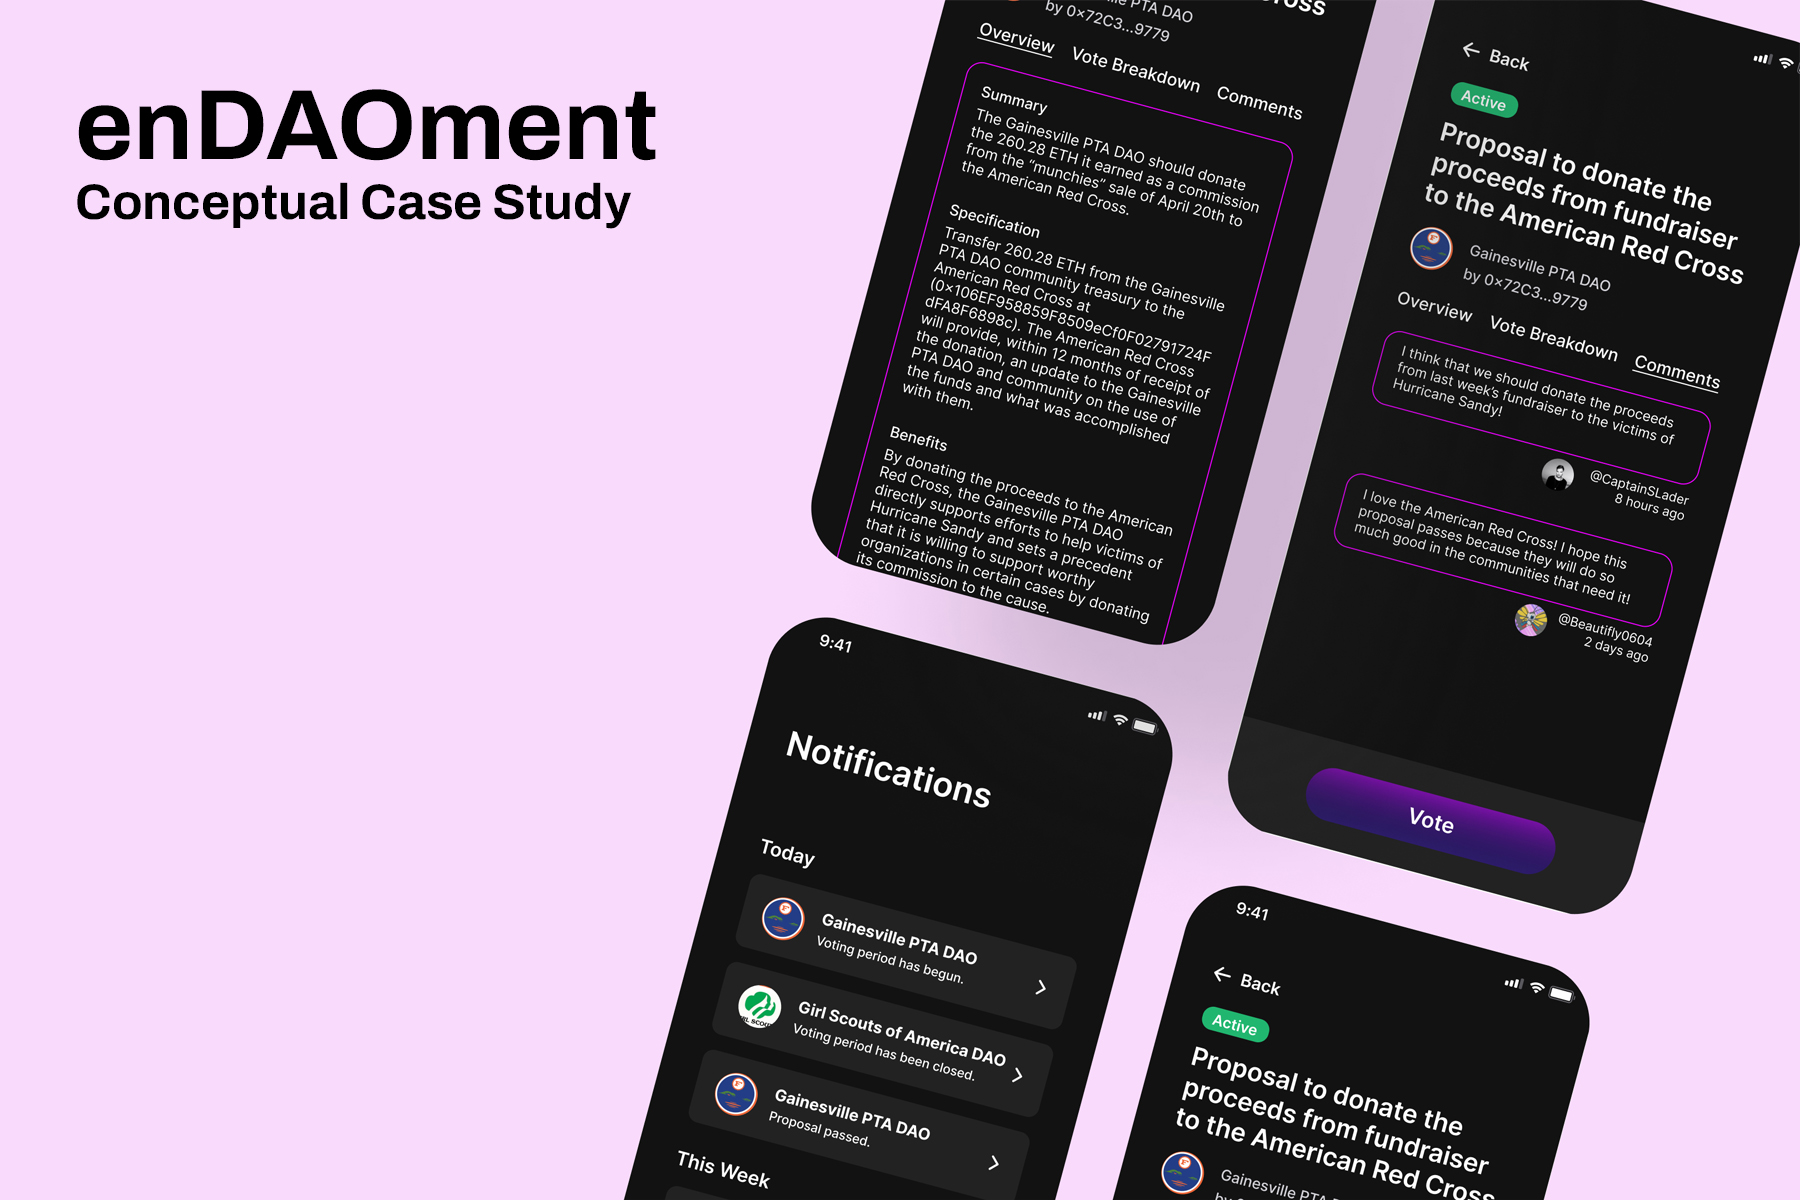 enDAOment
Conceptual Case Study
PTA DAO
by 0×72C3...9779
Overview
Vote Breakdown
Comments
Summary
The Gainesville PTA DAO should donate
the 260.28 ETH it earned as a commission
from the “munchies” sale of April 20th to
the American Red Cross.
Specification
Transfer 260.28 ETH from the Gainesville
PTA DAO community treasury to the
American Red Cross at
(0×106EF958859F8509eCf0F02791724F
dFA8F6898c). The American Red Cross
will provide, within 12 months of receipt of
the donation, an update to the Gainesville
PTA DAO and community on the use of
the funds and what was accomplished
with them.
Benefits
By donating the proceeds to the American
Red Cross, the Gainesville PTA DAO
directly supports efforts to help victims of
Hurricane Sandy and sets a precedent
that it is willing to support worthy
organizations in certain cases by donating
its commission to the cause.
Back
Active
Proposal to donate the
proceeds from fundraiser
to the American Red Cross
Gainesville PTA DAO
by 0×72C3...9779
Overview
Vote Breakdown
Comments
I think that we should donate the proceeds
from last week's fundraiser to the victims of
Hurricane Sandy!
@CaptainSLader
8 hours ago
I love the American Red Cross! I hope this
proposal passes because they will do so
much good in the communities that need it!
@Beautifly0604
2 days ago
Vote
9:41
Notifications
Today
Gainesville PTA DAO
Voting period has begun.
Girl Scouts of America DAO
Voting period has been closed.
Gainesville PTA DAO
Proposal passed.
This Week
9:41
Back
Active
Proposal to donate the
proceeds from fundraiser
to the American Red Cross
Gainesville PTA